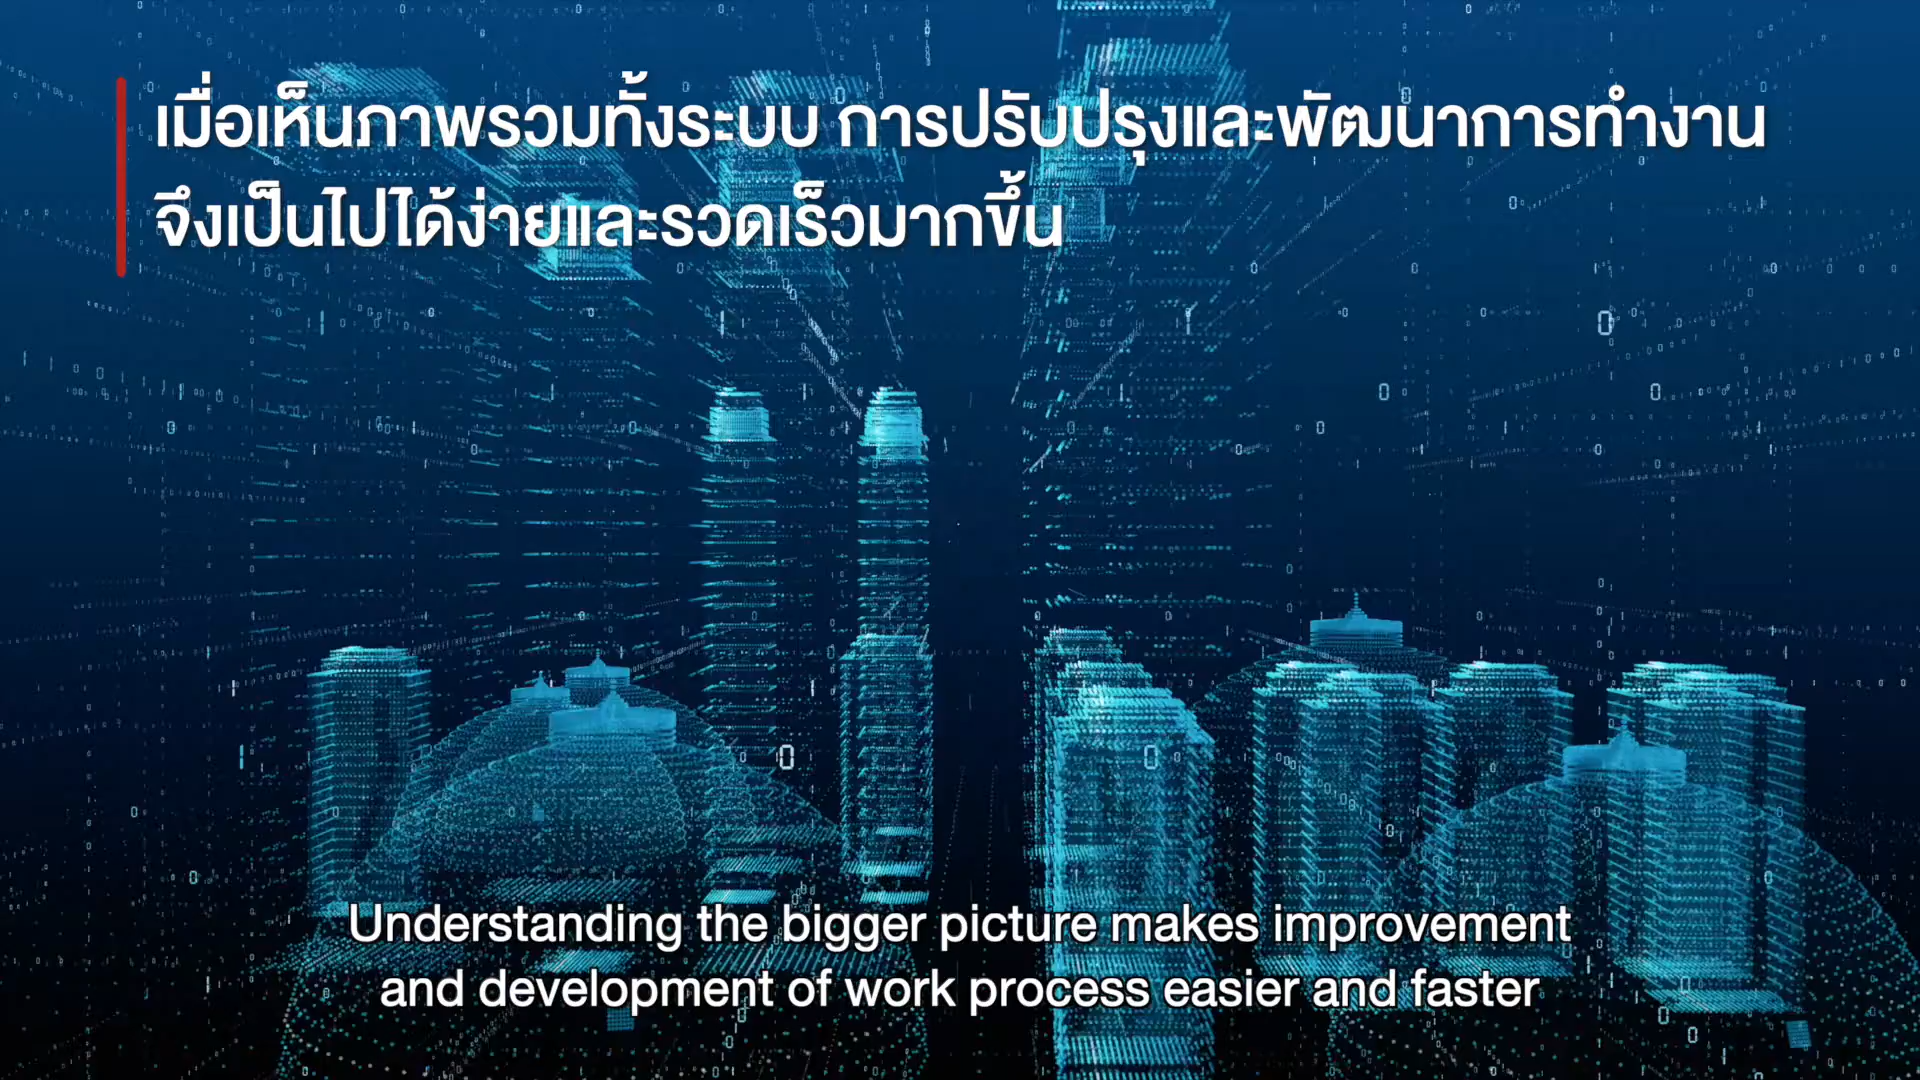 เมื่อเห็นภาพรวมทั้งระบบ การปรับปรุงและพัฒนาการทำงาน
จึงเป็นไปได้ง่ายและรวดเร็วมากขึ้น
Understanding the bigger picture makes improvement
and development of work process easier and faster